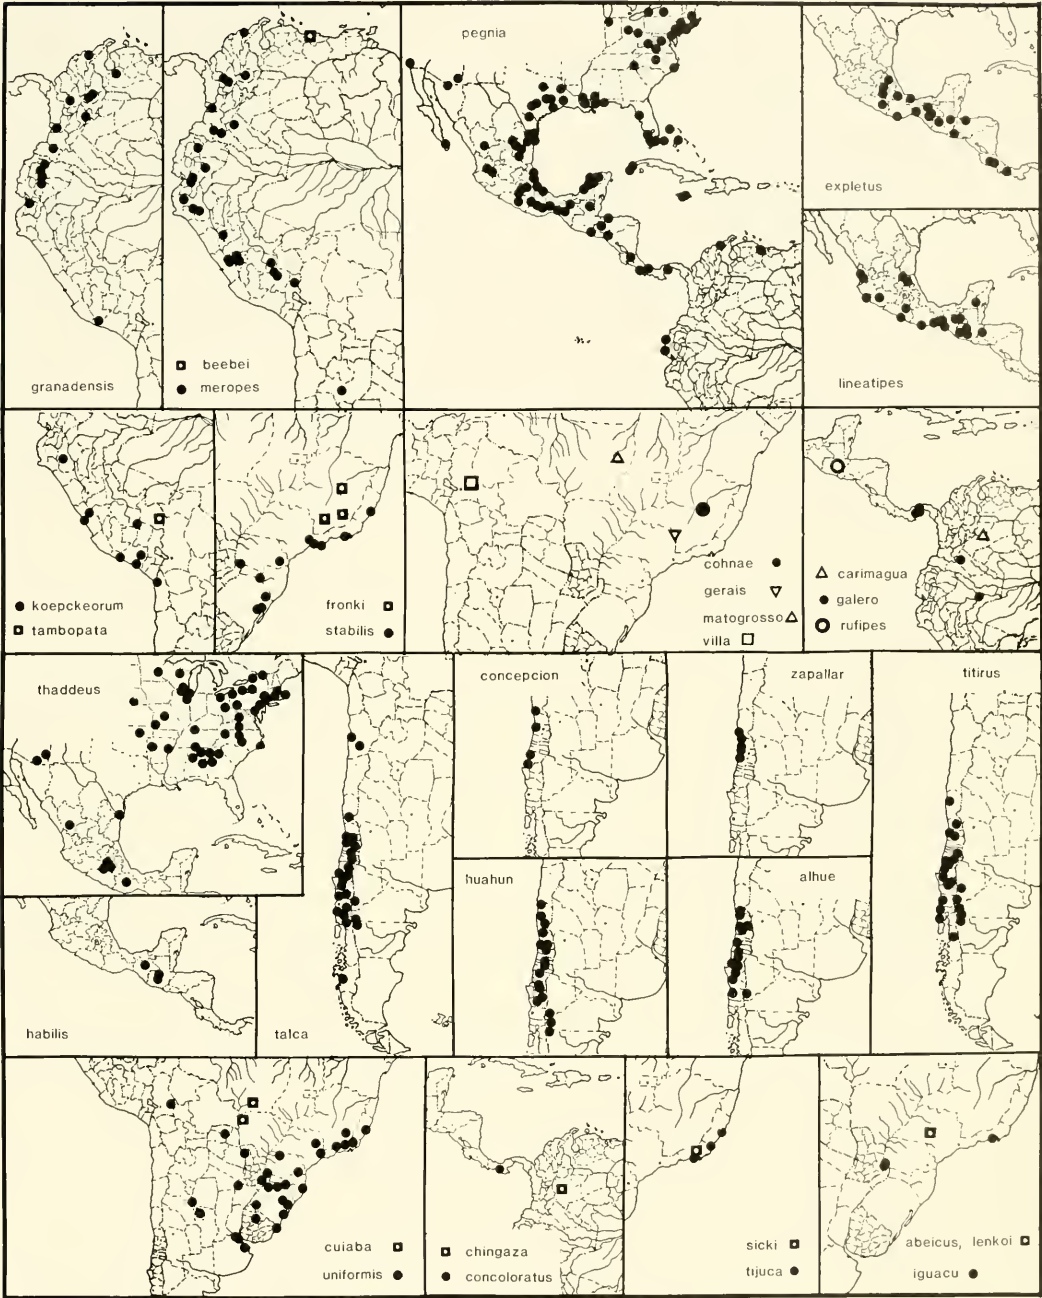 granadensis
beebei
meropes
pegnia
expletus
lineatipes
koepckeorum
tambopata
fronki
stabilis
cohnae
gerais
matogrosso
villa
carimagua
galero
rufipes
thaddeus
habilis
talca
concepcion
zapallar
titirus
huahun
alhue
cuiaba
uniformis
chingaza
concoloratus
sicki
tijuca
abeicus, lenkoi
iguacu